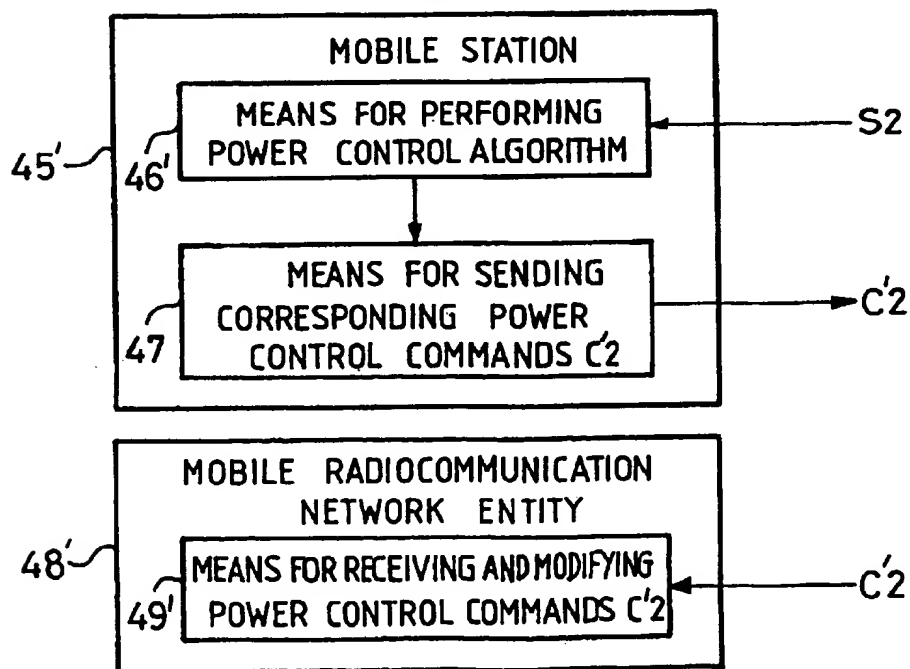 MOBILE STATION
MEANS FOR PERFORMING
POWER CONTROL ALGORITHM
S2
45'
46'
MEANS FOR SENDING
CORRESPONDING POWER
CONTROL COMMANDS C'2
C'2
47
MOBILE RADIOCOMMUNICATION
NETWORK ENTITY
48'
MEANS FOR RECEIVING AND MODIFYING
POWER CONTROL COMMANDS C'2
C'2
49'